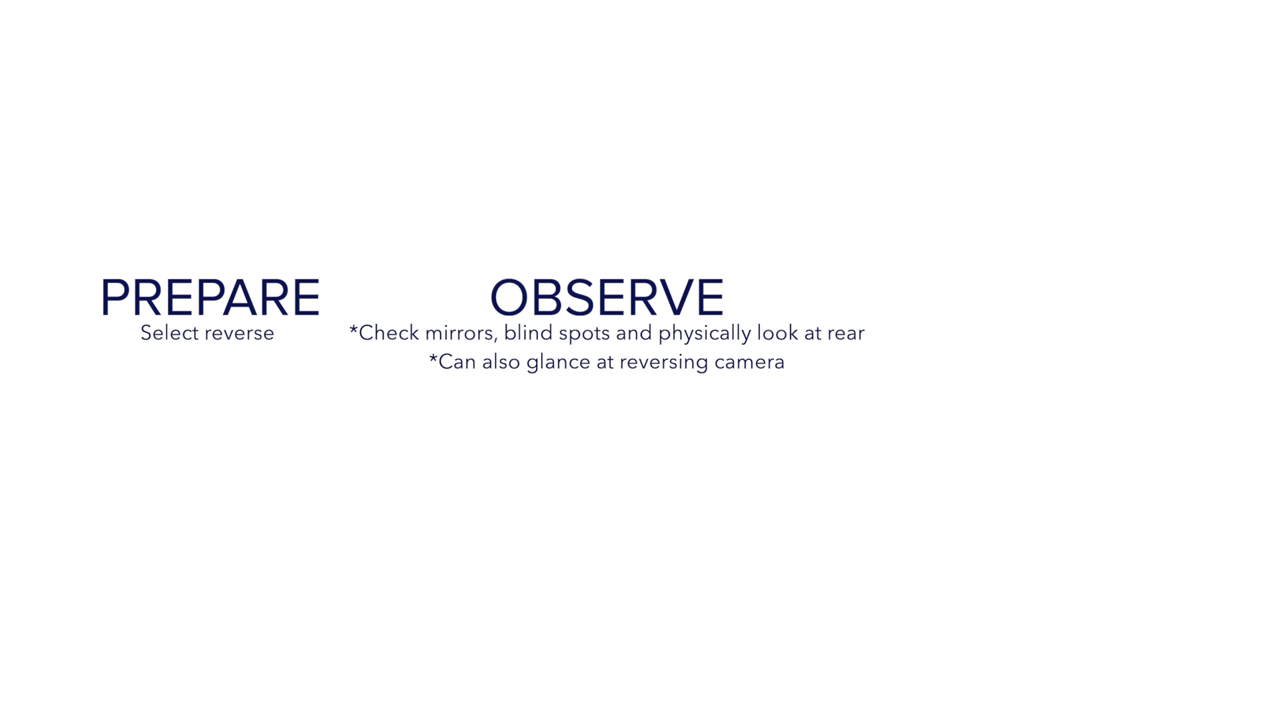 PREPARE
Select reverse
OBSERVE
*Check mirrors, blind spots and physically look at rear
*Can also glance at reversing camera